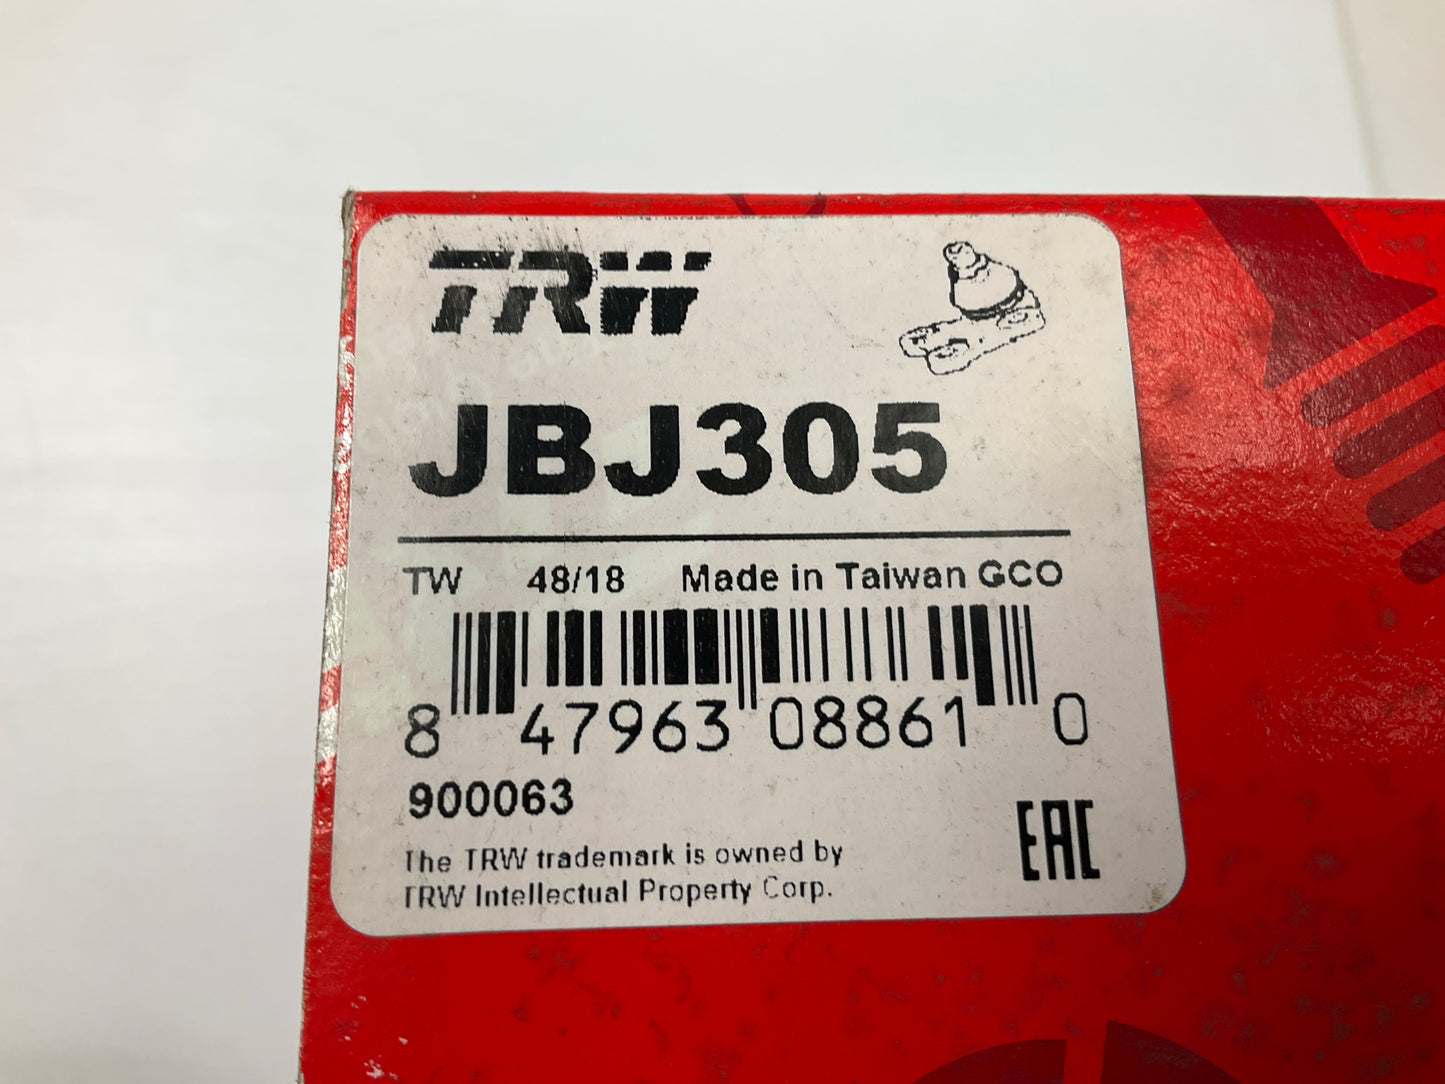 TRW
JBJ305
TW 48/18 Made in Taiwan GCO
8 47963 08861 0
900063
EAC
The TRW trademark is owned by
TRW Intellectual Property Corp.